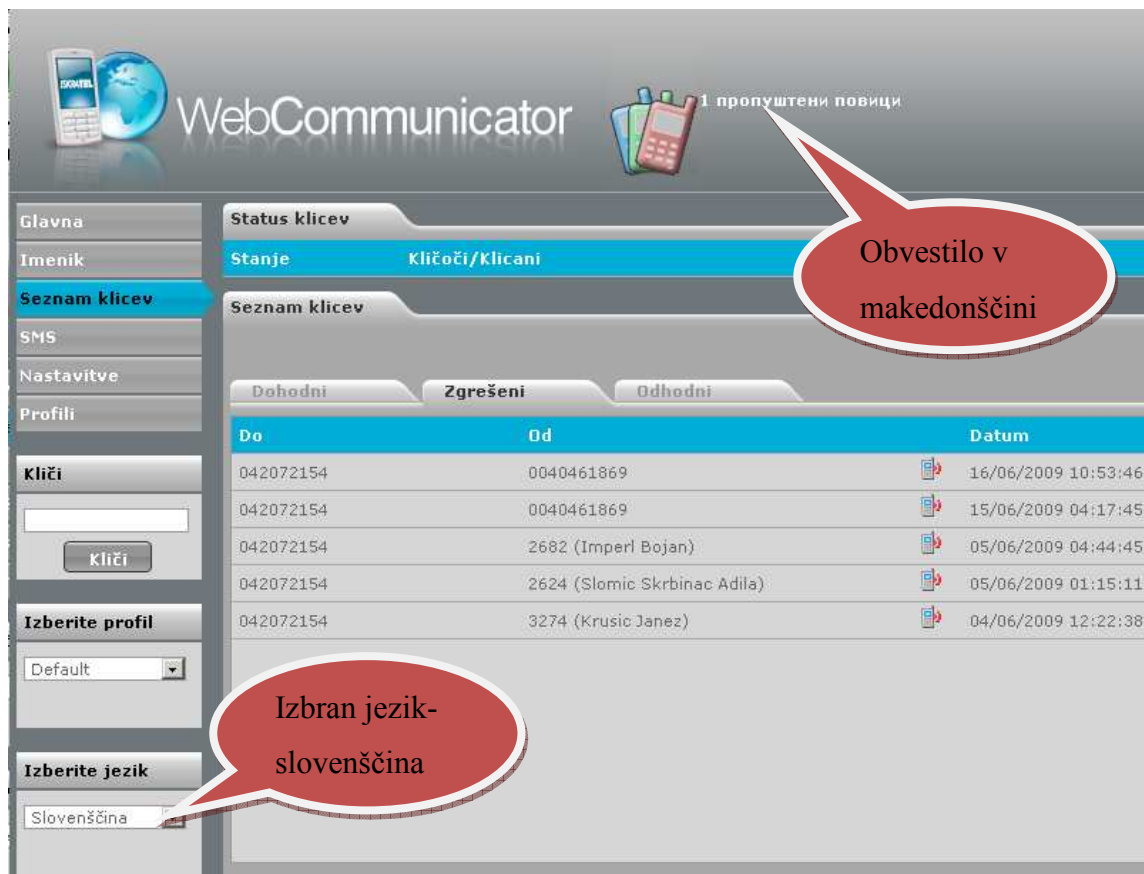 ISKRATEL
WebCommunicator
1 пропуштени повици
Obvestilo v
makedonščini
Glavna
Imenik
Seznam klicev
SMS
Nastavitve
Profili
Kliči
Kliči
Izberite profil
Default
Izberite jezik
Slovenščina
Izbran jezik-
slovenščina
Status klicev
Stanje Kličoči/Klicani
Seznam klicev
Dohodni Zgrešeni Odhodni
Do Od Datum
042072154 0040461869 16/06/2009 10:53:46
042072154 0040461869 15/06/2009 04:17:45
042072154 2682 (Imperl Bojan) 05/06/2009 04:44:45
042072154 2624 (Slomic Skrbinac Adila) 05/06/2009 01:15:11
042072154 3274 (Krusic Janez) 04/06/2009 12:22:38